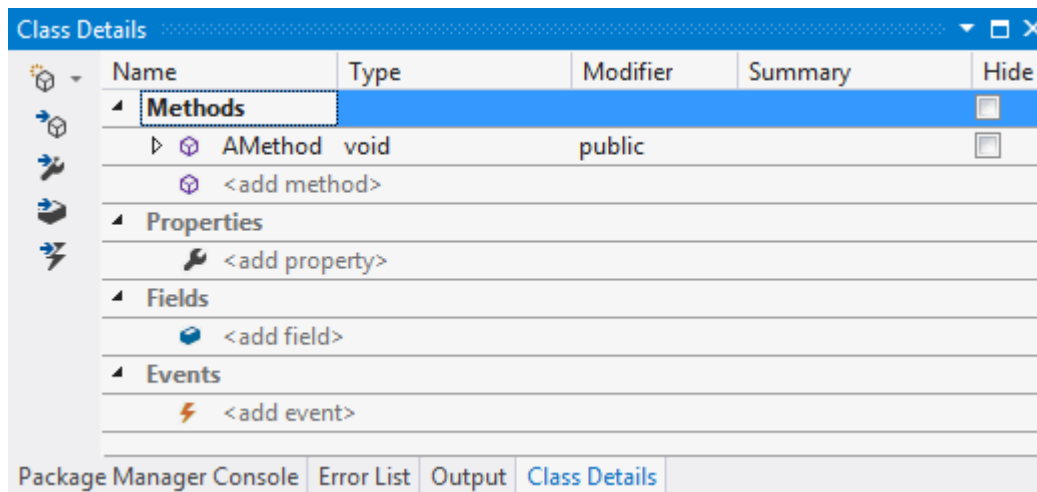 Class Details
Name Type Modifier Summary Hide
Methods
AMethod void public
<add method>
Properties
<add property>
Fields
<add field>
Events
<add event>
Package Manager Console Error List Output Class Details